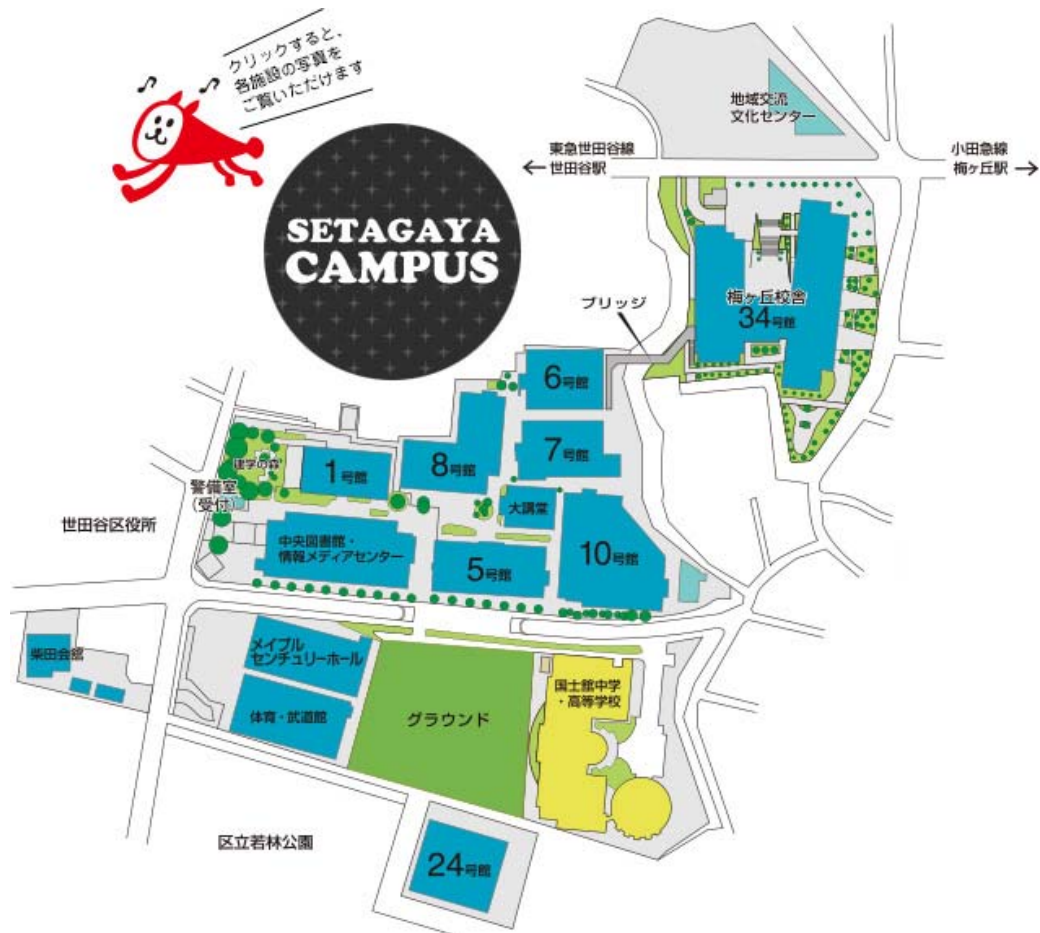 クリックすると、
各施設の写真を
ご覧いただけます
SETAGAYA
CAMPUS
地域交流
文化センター
東急世田谷線
世田谷駅
小田急線
梅ヶ丘駅
梅ヶ丘校舎
34号館
ブリッジ
6号館
7号館
8号館
1号館
建学の森
警備室
(受付)
大講堂
世田谷区役所
中央図書館・
情報メディアセンター
5号館
10号館
柴田会館
メイプル
センチュリーホール
体育・武道館
グラウンド
国士舘中学
・高等学校
区立若林公園
24号館